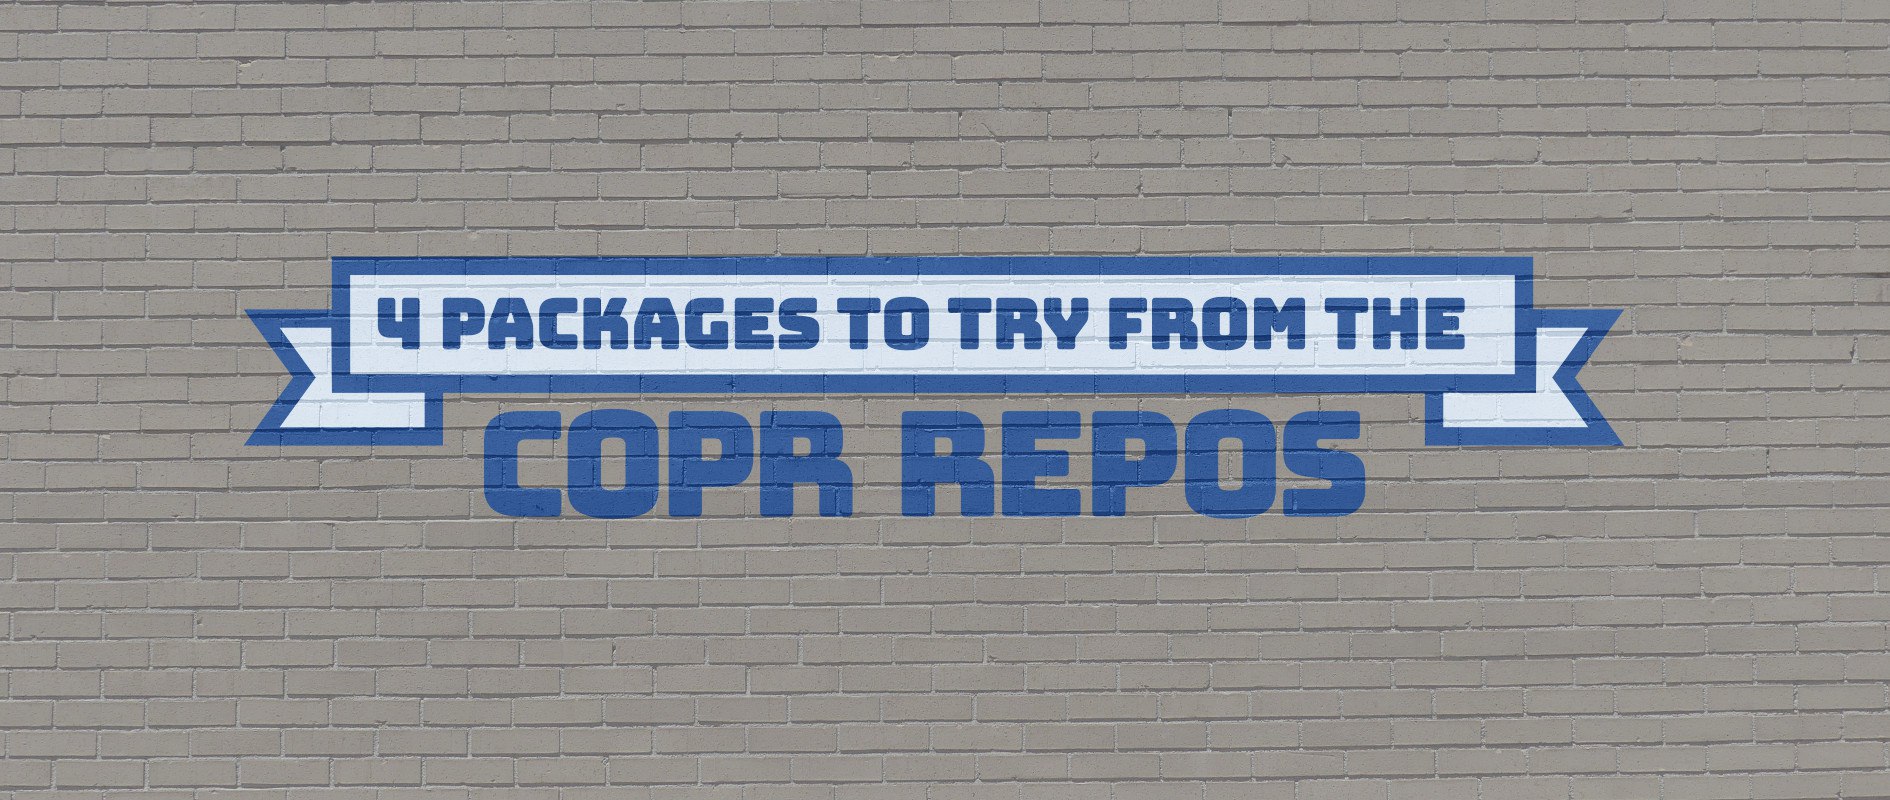 4 PACKAGES TO TRY FROM THE
COPR REPOS